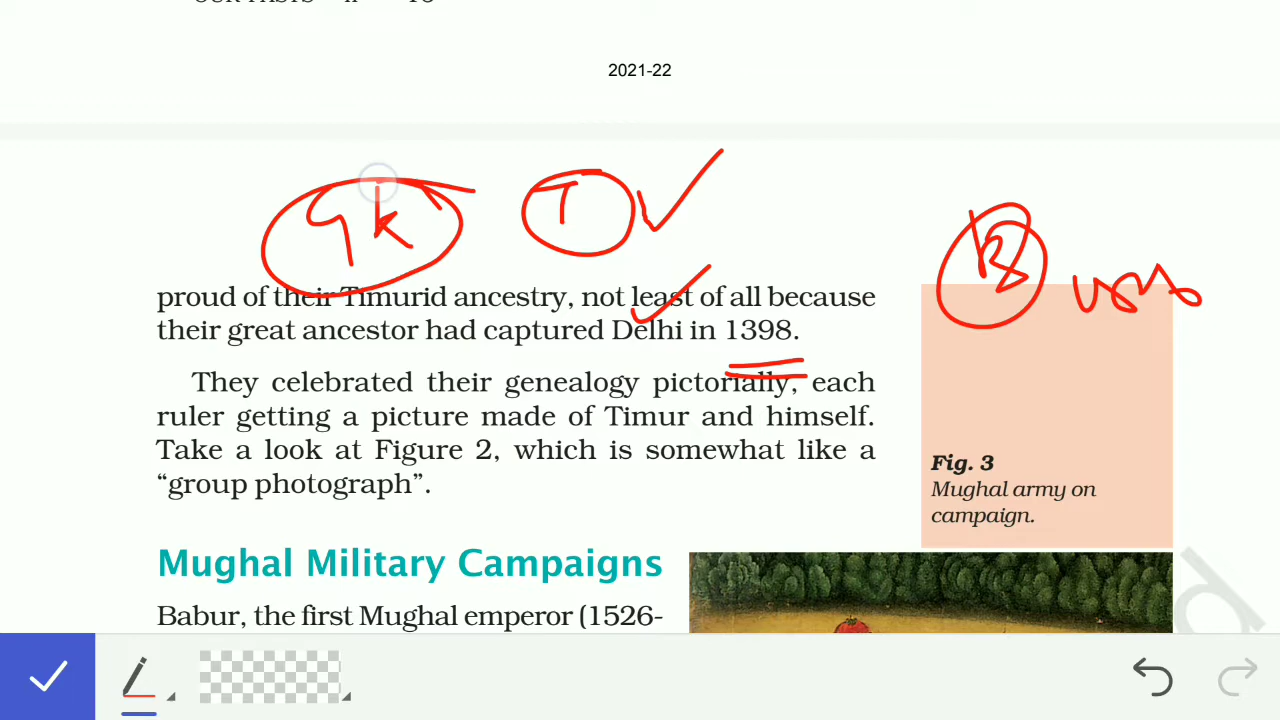 2021-22
GK T ✓
B
proud of their Timurid ancestry, not least of all because
their great ancestor had captured Delhi in 1398.
They celebrated their genealogy pictorially, each
ruler getting a picture made of Timur and himself.
Take a look at Figure 2, which is somewhat like a
“group photograph”.
Fig. 3
Mughal army on
campaign.
Mughal Military Campaigns
Babur, the first Mughal emperor (1526-